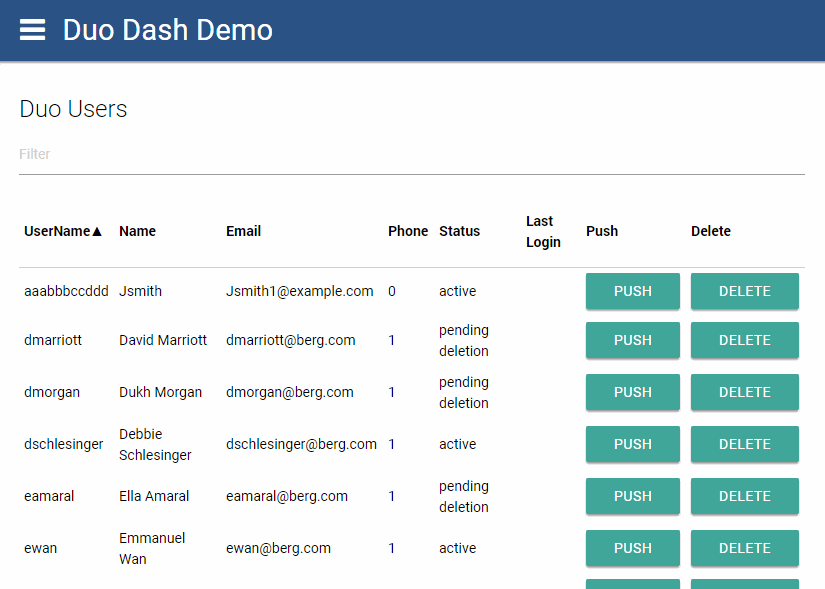 Duo Dash Demo
Duo Users
Filter
UserName▲ Name Email Phone Status Last Login Push Delete
aaabbbccddd Jsmith Jsmith1@example.com 0 active PUSH DELETE
dmarriott David Marriott dmarriott@berg.com 1 pending deletion PUSH DELETE
dmorgan Dukh Morgan dmorgan@berg.com 1 pending deletion PUSH DELETE
dschlesinger Debbie Schlesinger dschlesinger@berg.com 1 active PUSH DELETE
eamaral Ella Amaral eamaral@berg.com 1 pending deletion PUSH DELETE
ewan Emmanuel Wan ewan@berg.com 1 active PUSH DELETE